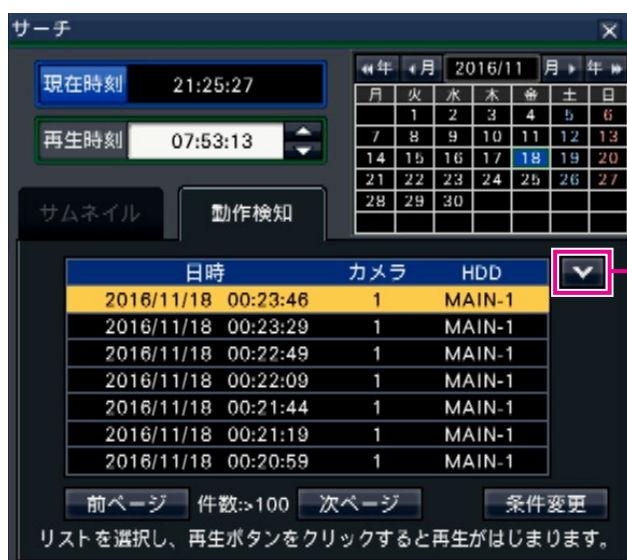 サーチ
現在時刻 21:25:27
再生時刻 07:53:13
年 月 2016/11 月 年
月 火 水 木 金 土 日
1 2 3 4 5 6
7 8 9 10 11 12 13
14 15 16 17 18 19 20
21 22 23 24 25 26 27
28 29 30
サムネイル 動作検知
日時 カメラ HDD
2016/11/18 00:23:46 1 MAIN-1
2016/11/18 00:23:29 1 MAIN-1
2016/11/18 00:22:49 1 MAIN-1
2016/11/18 00:22:09 1 MAIN-1
2016/11/18 00:21:44 1 MAIN-1
2016/11/18 00:21:19 1 MAIN-1
2016/11/18 00:20:59 1 MAIN-1
前ページ 件数:>100 次ページ 条件変更
リストを選択し、再生ボタンをクリックすると再生がはじまります。